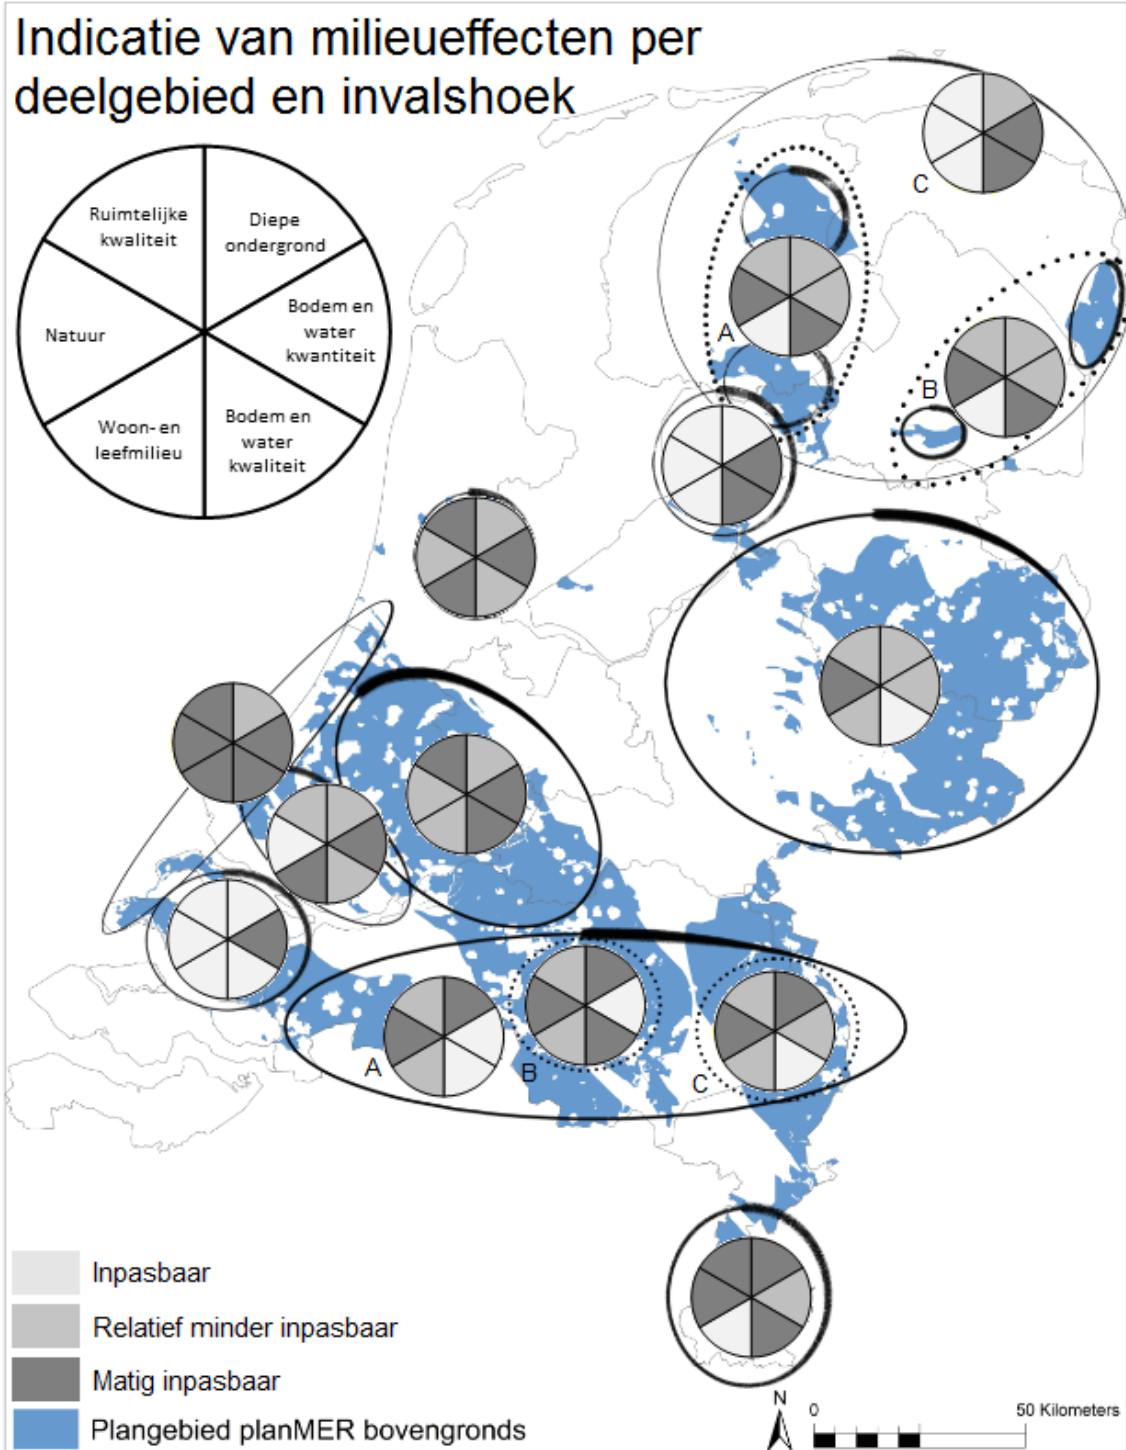 Indicatie van milieueffecten per
deelgebied en invalshoek
Ruimtelijke
kwaliteit
Diepe
ondergrond
Natuur
Bodem en
water
kwantiteit
Woon- en
leefmilieu
Bodem en
water
kwaliteit
C
A
B
A
B
C
Inpasbaar
Relatief minder inpasbaar
Matig inpasbaar
Plangebied planMER bovengronds
N
0
50 Kilometers